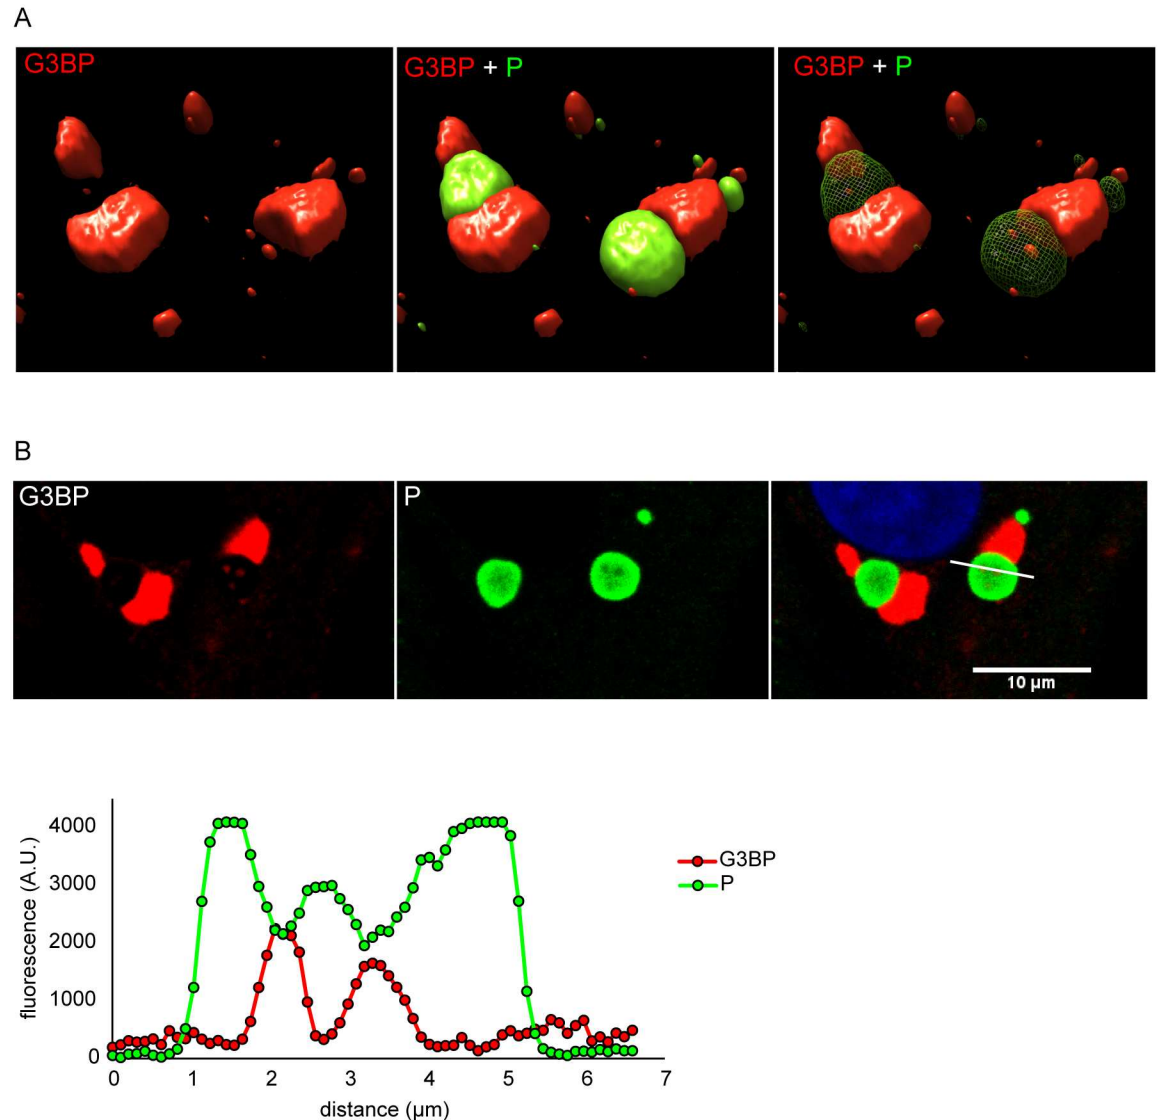 A
G3BP
G3BP + P
G3BP + P
B
G3BP
P
10 µm
fluorescence (A.U.)
4000
3000
2000
1000
0
0 1 2 3 4 5 6 7
distance (µm)
G3BP
P